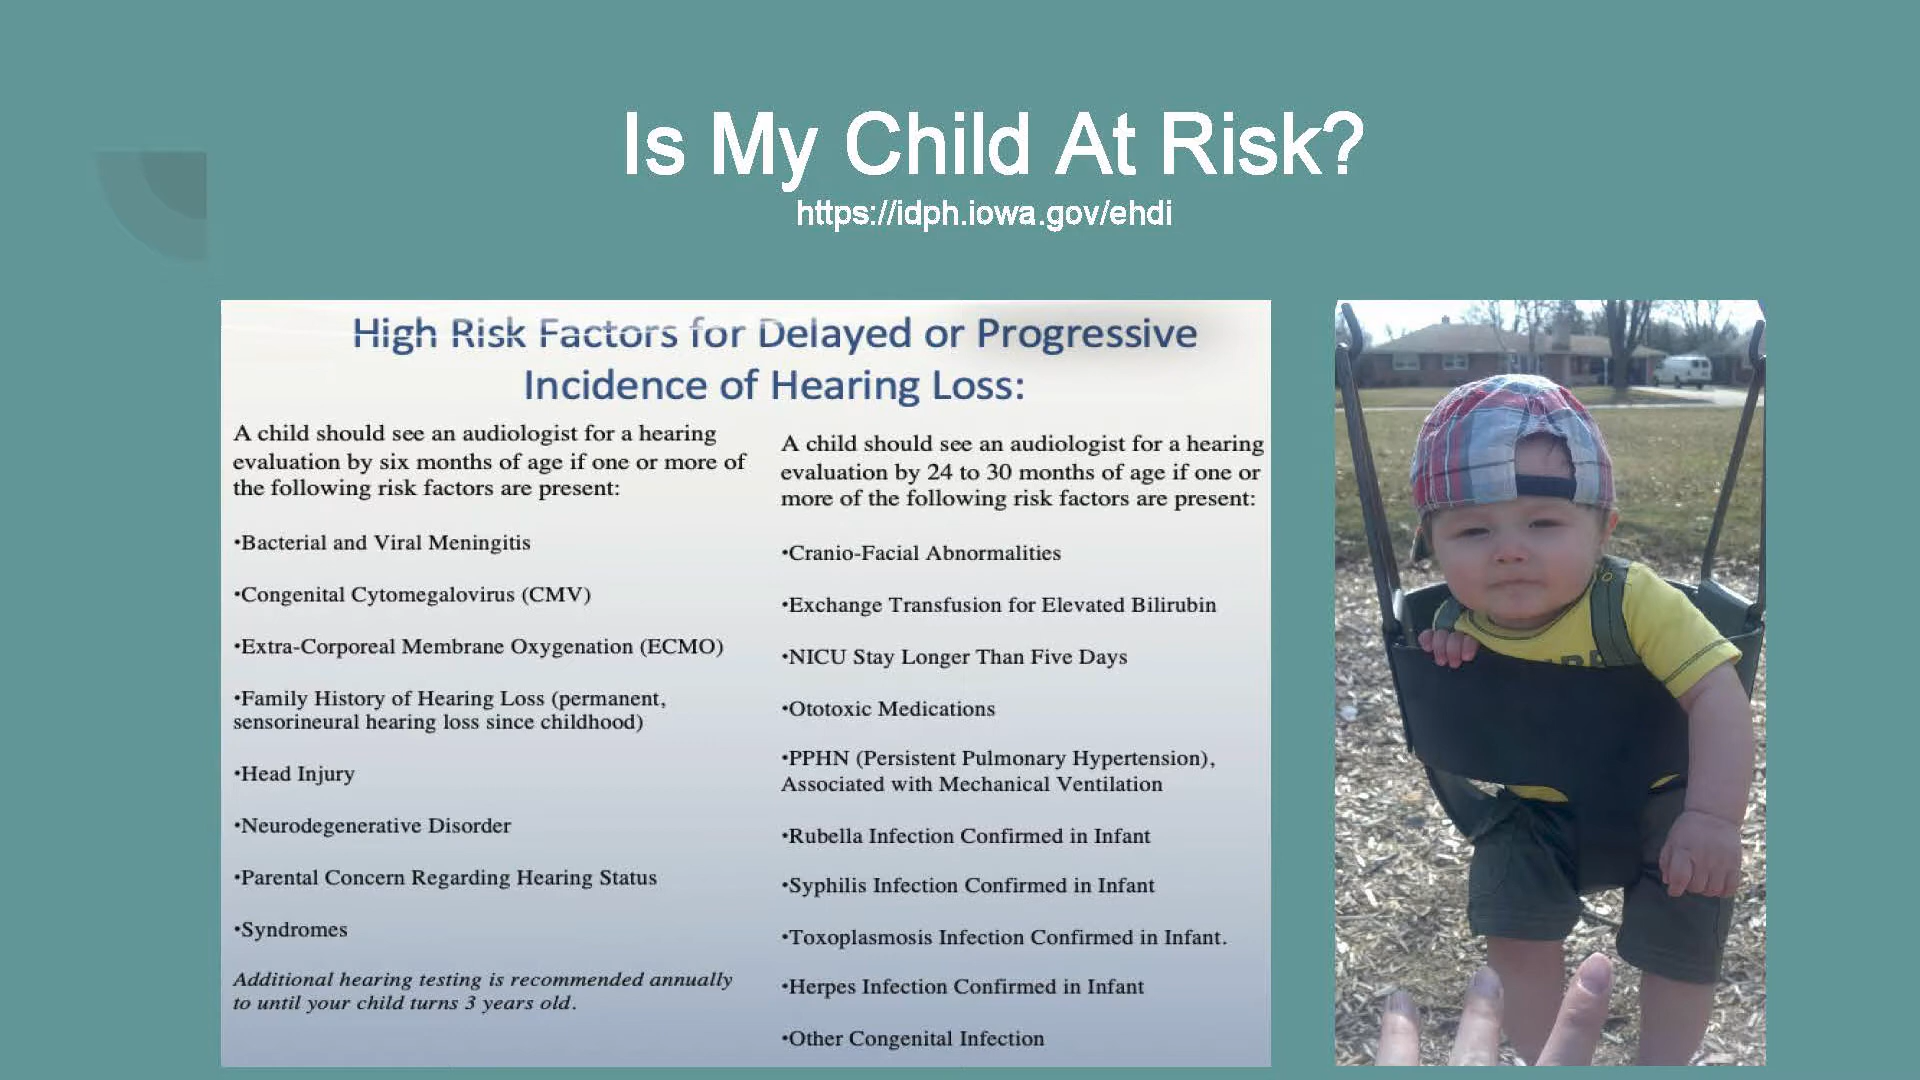 Is My Child At Risk?
https://idph.iowa.gov/ehdi
High Risk Factors for Delayed or Progressive
Incidence of Hearing Loss:
A child should see an audiologist for a hearing
evaluation by six months of age if one or more of
the following risk factors are present:
•Bacterial and Viral Meningitis
•Congenital Cytomegalovirus (CMV)
•Extra-Corporeal Membrane Oxygenation (ECMO)
•Family History of Hearing Loss (permanent,
sensorineural hearing loss since childhood)
•Head Injury
•Neurodegenerative Disorder
•Parental Concern Regarding Hearing Status
•Syndromes
Additional hearing testing is recommended annually
to until your child turns 3 years old.
A child should see an audiologist for a hearing
evaluation by 24 to 30 months of age if one or
more of the following risk factors are present:
•Cranio-Facial Abnormalities
•Exchange Transfusion for Elevated Bilirubin
•NICU Stay Longer Than Five Days
•Ototoxic Medications
•PPHN (Persistent Pulmonary Hypertension),
Associated with Mechanical Ventilation
•Rubella Infection Confirmed in Infant
•Syphilis Infection Confirmed in Infant
•Toxoplasmosis Infection Confirmed in Infant.
•Herpes Infection Confirmed in Infant
•Other Congenital Infection